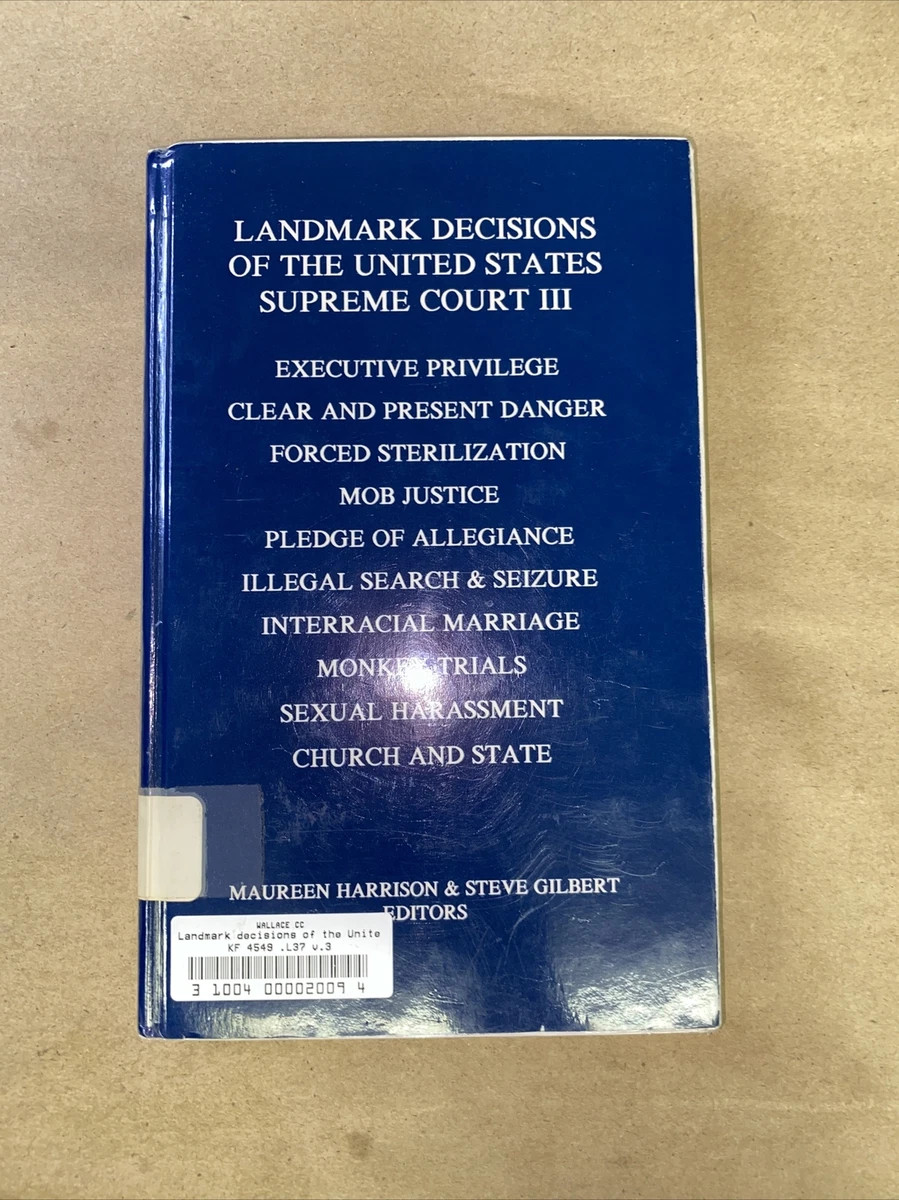 LANDMARK DECISIONS
OF THE UNITED STATES
SUPREME COURT III
EXECUTIVE PRIVILEGE
CLEAR AND PRESENT DANGER
FORCED STERILIZATION
MOB JUSTICE
PLEDGE OF ALLEGIANCE
ILLEGAL SEARCH & SEIZURE
INTERRACIAL MARRIAGE
MONKEY TRIALS
SEXUAL HARASSMENT
CHURCH AND STATE
MAUREEN HARRISON & STEVE GILBERT
EDITORS
WALLACE CC
Landmark decisions of the Unite
KF 4549 .L37 v.3
3 1004 00002009 4